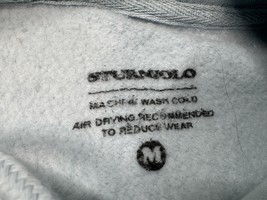 STURNIOLO
MACHINE WASH COLD
AIR DRYING RECOMMENDED
TO REDUCE WEAR
M